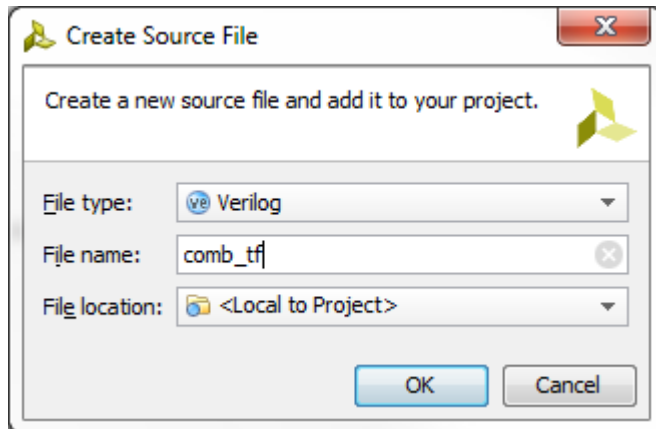 Create Source File
Create a new source file and add it to your project.
File type: Verilog
File name: comb_tf
File location: <Local to Project>
OK Cancel